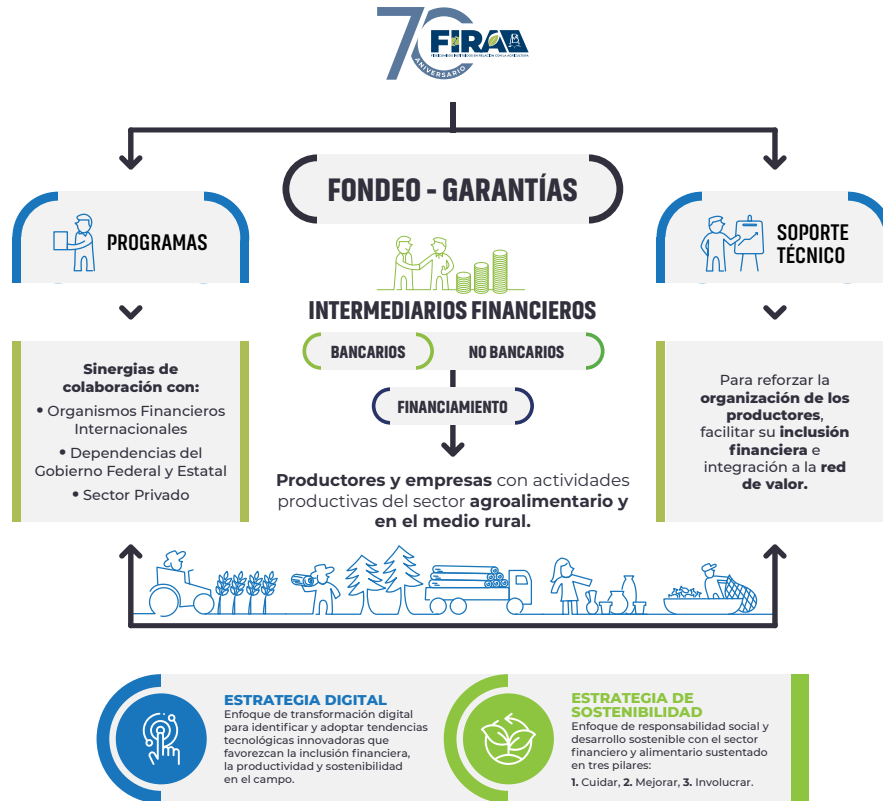 70 FIRA
ANIVERSARIO
FONDEO - GARANTÍAS
PROGRAMAS
SOPORTE
TÉCNICO
INTERMEDIARIOS FINANCIEROS
BANCARIOS
NO BANCARIOS
FINANCIAMIENTO
Sinergias de
colaboración con:
• Organismos Financieros
Internacionales
• Dependencias del
Gobierno Federal y Estatal
• Sector Privado
Productores y empresas con actividades
productivas del sector agroalimentario y
en el medio rural.
Para reforzar la
organización de los
productores,
facilitar su inclusión
financiera e
integración a la red
de valor.
ESTRATEGIA DIGITAL
Enfoque de transformación digital
para identificar y adoptar tendencias
tecnológicas innovadoras que
favorezcan la inclusión financiera,
la productividad y sostenibilidad
en el campo.
ESTRATEGIA DE
SOSTENIBILIDAD
Enfoque de responsabilidad social y
desarrollo sostenible con el sector
financiero y alimentario sustentado
en tres pilares:
1. Cuidar, 2. Mejorar, 3. Involucrar.